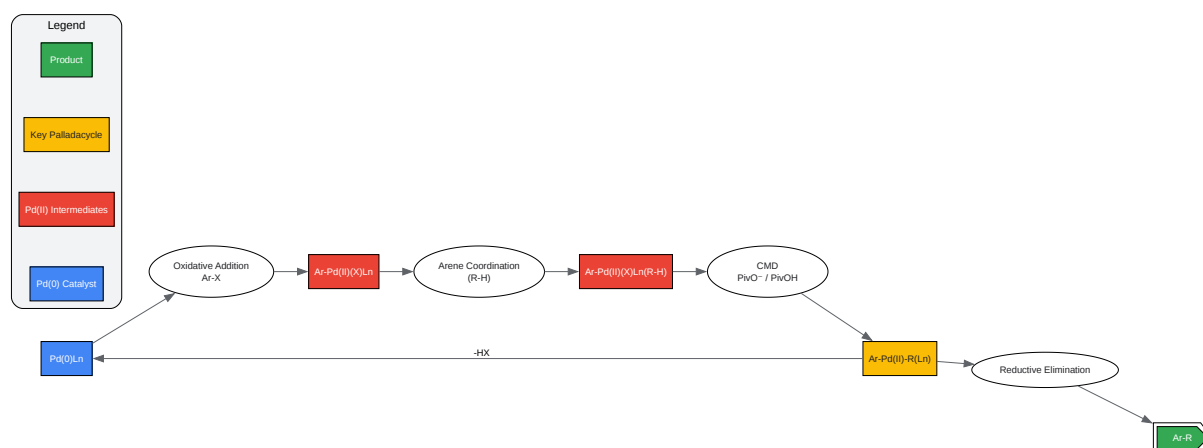 Legend
Product
Key Palladacycle
Pd(II) Intermediates
Pd(0) Catalyst
Oxidative Addition
Ar-X
Ar-Pd(II)(X)Ln
Arene Coordination
(R-H)
Ar-Pd(II)(X)Ln(R-H)
CMD
PivO⁻ / PivOH
Pd(0)Ln
-HX
Ar-Pd(II)-R(Ln)
Reductive Elimination
Ar-R